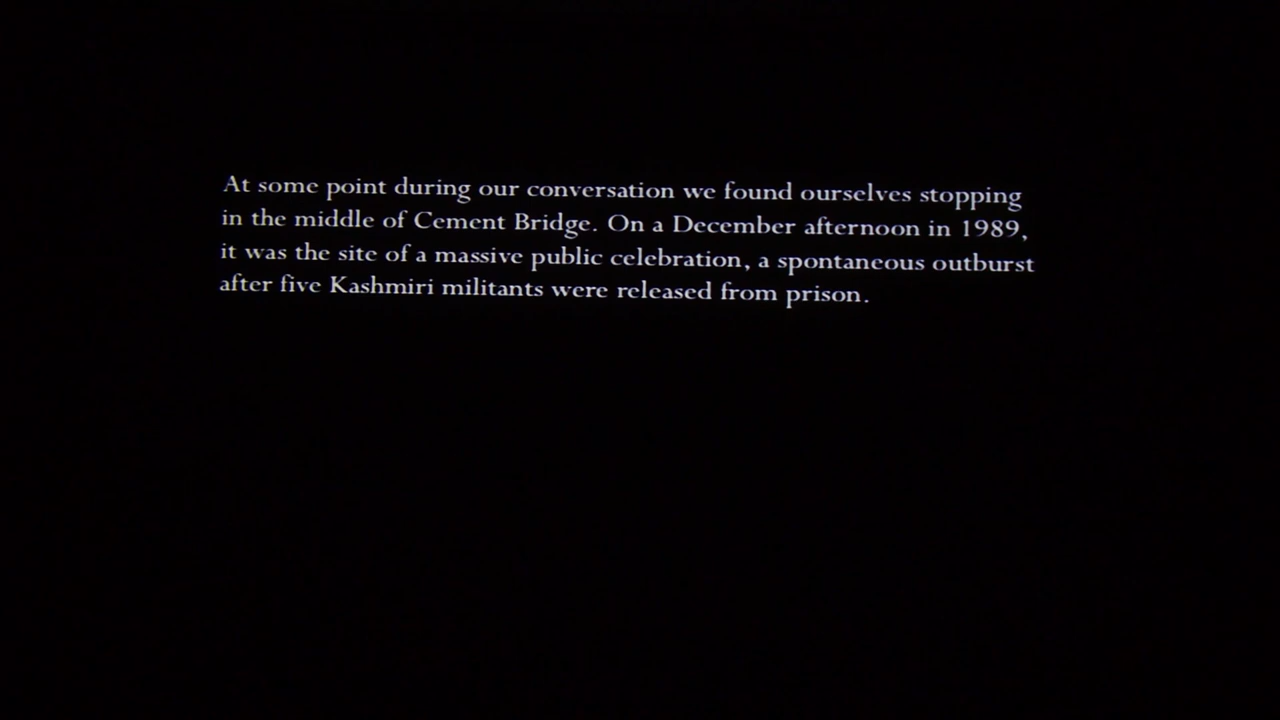 At some point during our conversation we found ourselves stopping
in the middle of Cement Bridge. On a December afternoon in 1989,
it was the site of a massive public celebration, a spontaneous outburst
after five Kashmiri militants were released from prison.